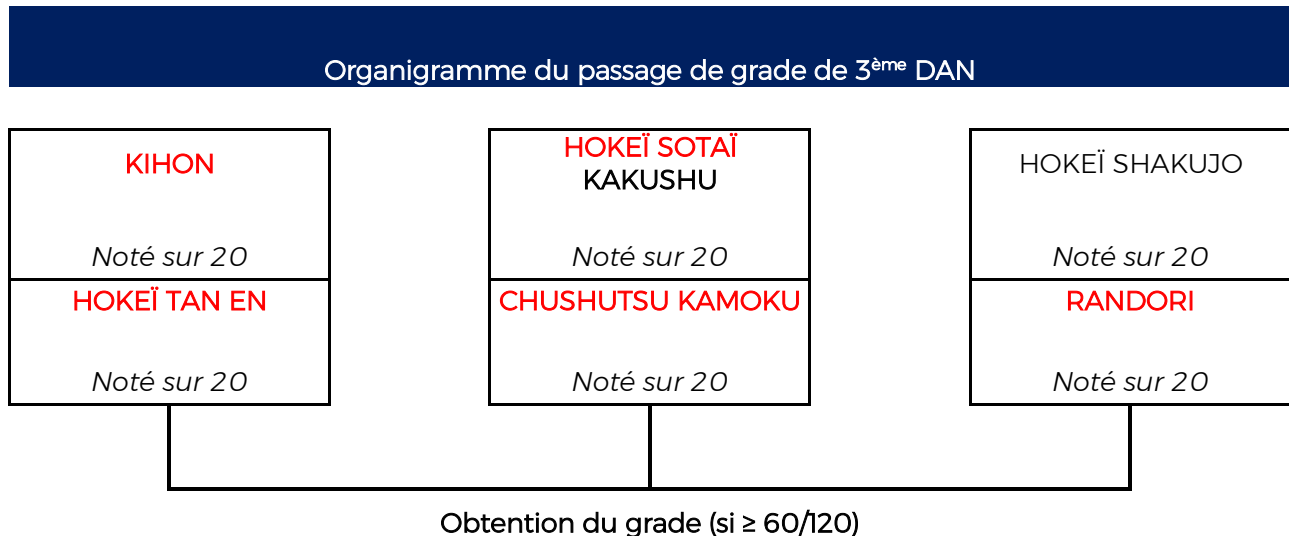 Organigramme du passage de grade de 3ème DAN
KIHON
Noté sur 20
HOKEÏ TAN EN
Noté sur 20
HOKEÏ SOTAÏ
KAKUSHU
Noté sur 20
CHUSHUTSU KAMOKU
Noté sur 20
HOKEÏ SHAKUJO
Noté sur 20
RANDORI
Noté sur 20
Obtention du grade (si ≥ 60/120)